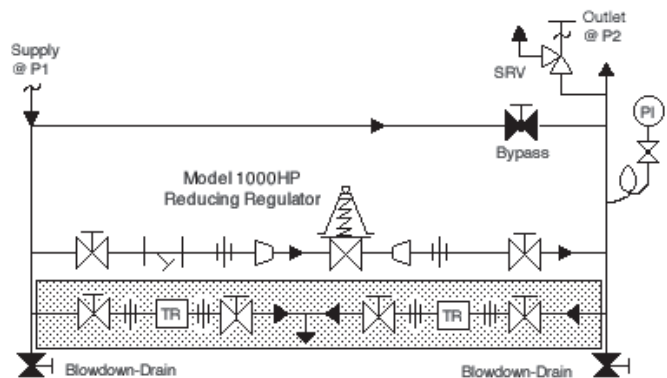 Supply
@ P1
Outlet
@ P2
SRV
PI
Bypass
Model 1000HP
Reducing Regulator
TR
TR
Blowdown-Drain
Blowdown-Drain